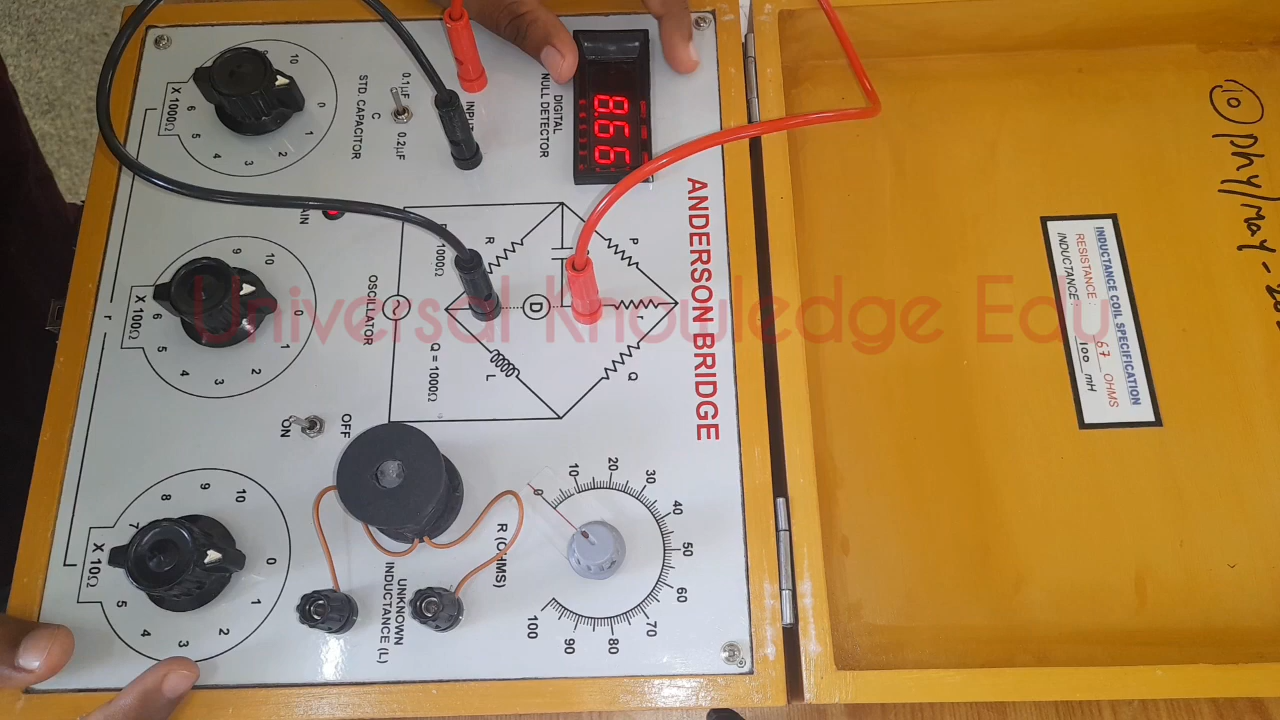 ANDERSON BRIDGE
DIGITAL
NULL DETECTOR
8.66
INPUT
0.1µF
0.2µF
C
STD. CAPACITOR
X 1000Ω
0
1
2
3
4
5
6
10
R
P
r
Q
L
D
1000Ω
Q = 1000Ω
OSCILLATOR
X 100Ω
0
1
2
3
4
5
6
9
10
r
OFF
ON
X 10Ω
0
1
2
3
4
5
7
8
9
10
0
10
20
30
40
50
60
70
80
90
100
R (OHMS)
UNKNOWN
INDUCTANCE (L)
INDUCTANCE COIL SPECIFICATION
RESISTANCE: 67 OHMS
INDUCTANCE: 100 mH
10 Phy/May-
Universal Knowledge Edu